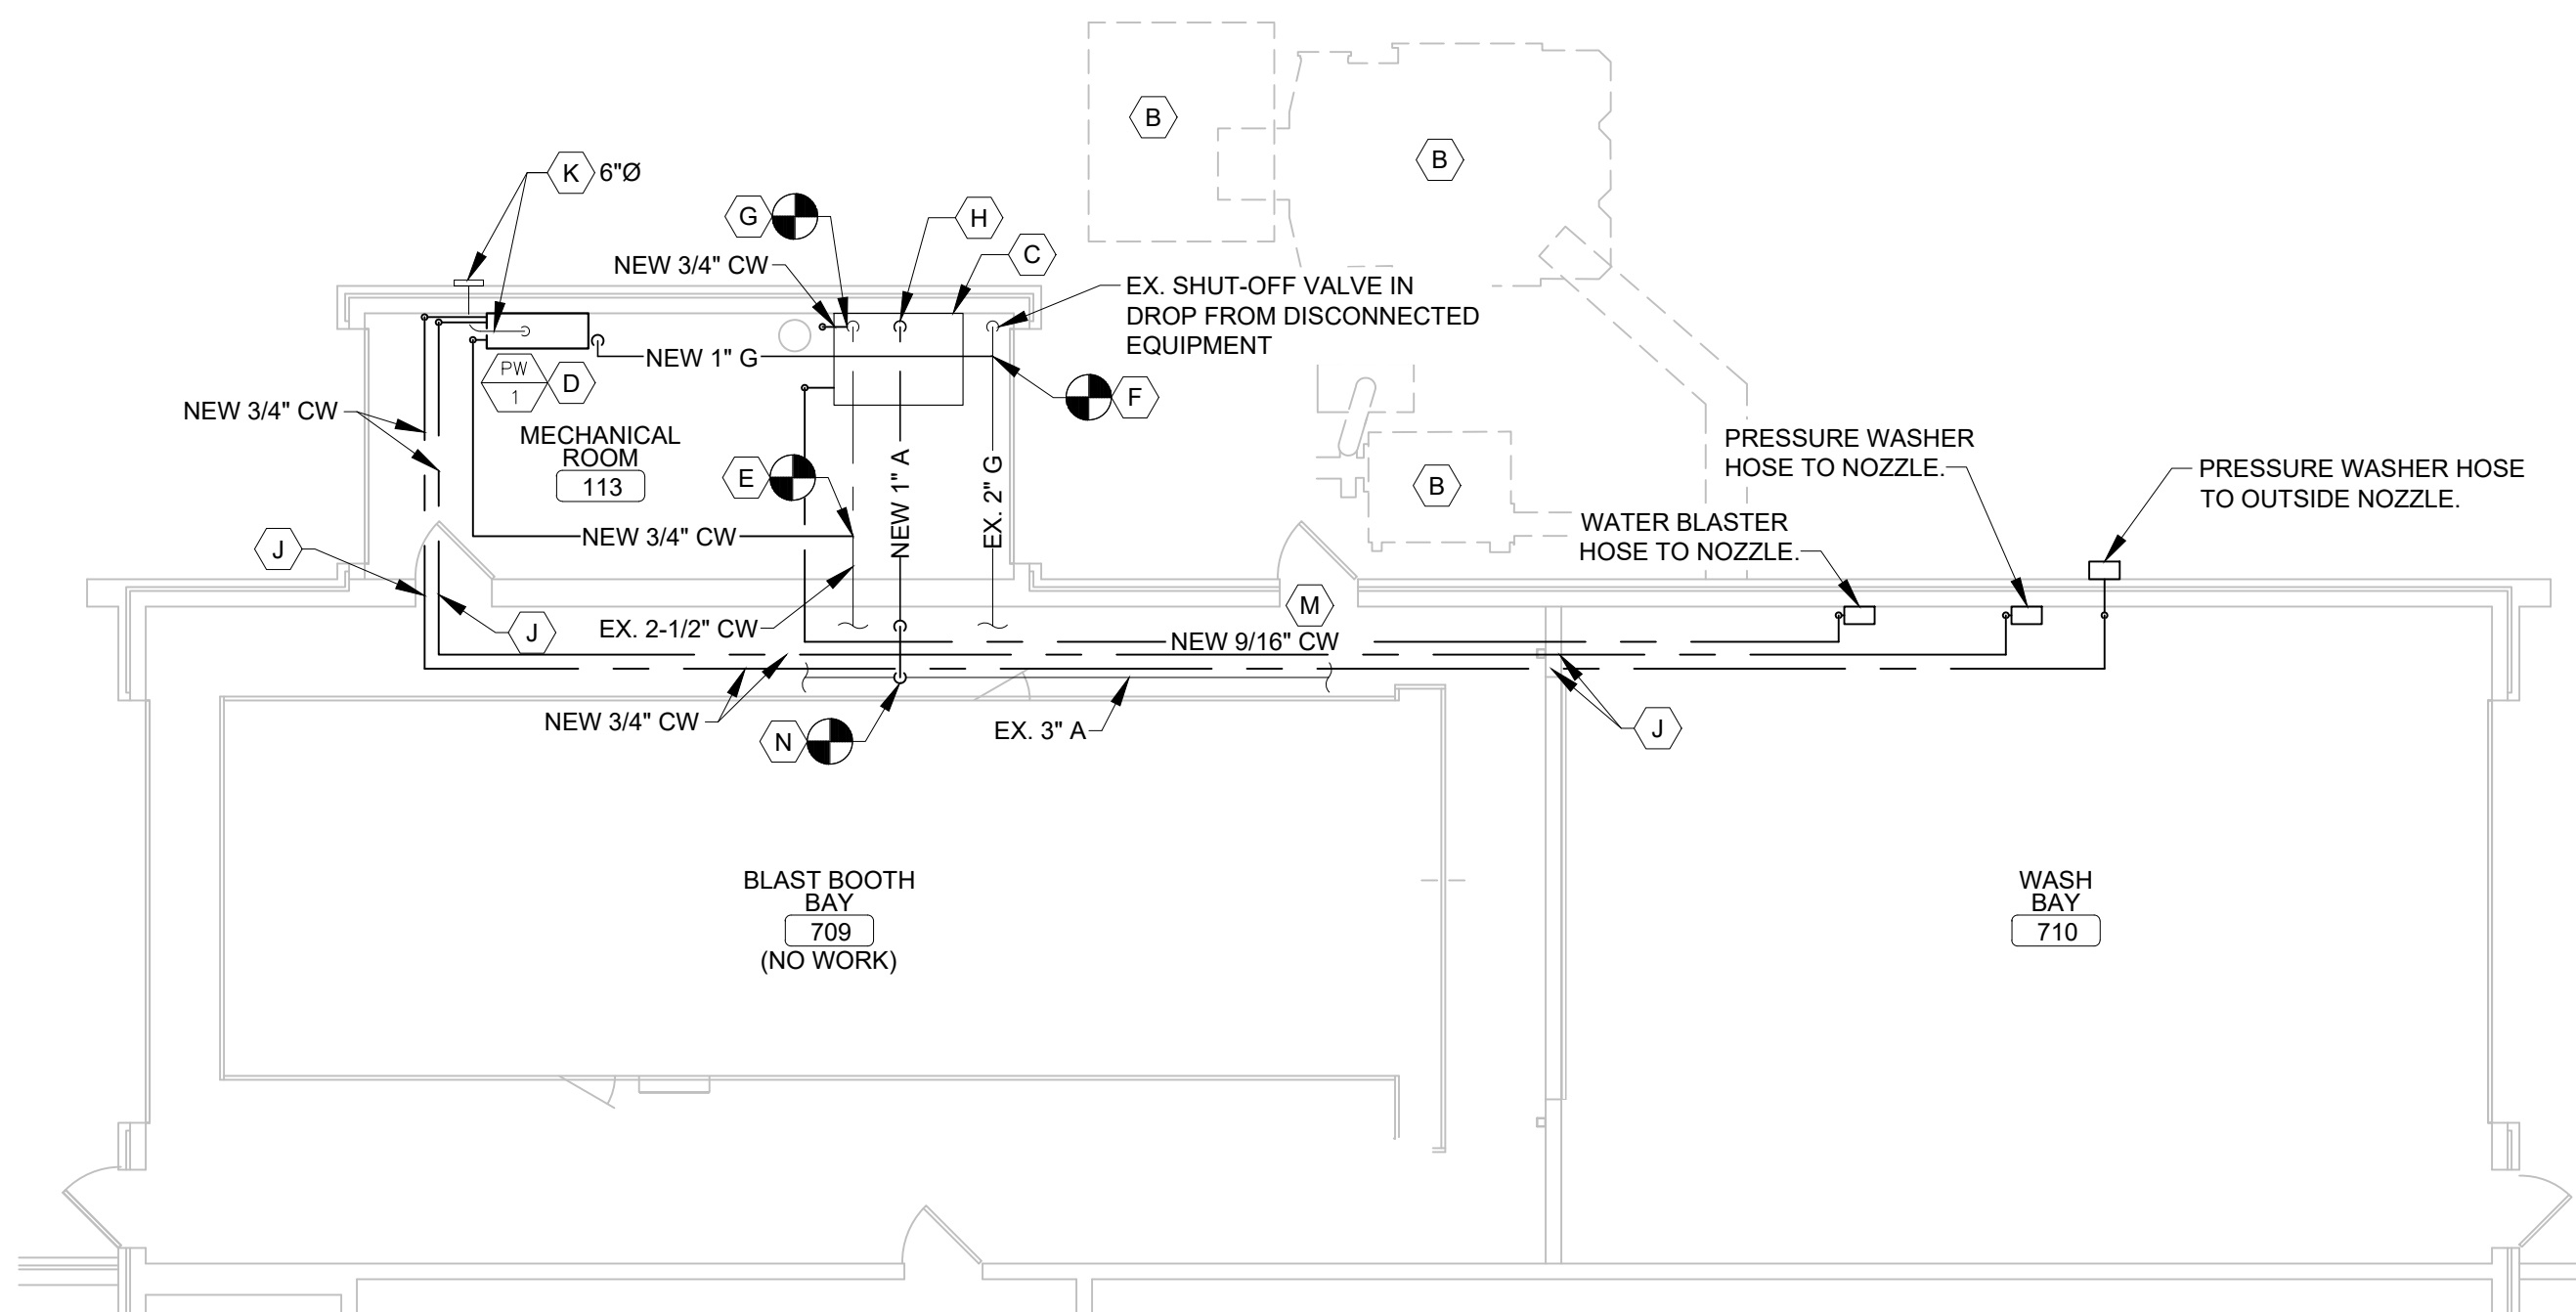 B
B
K 6"Ø
G
H
NEW 3/4" CW
C
EX. SHUT-OFF VALVE IN
DROP FROM DISCONNECTED
EQUIPMENT
NEW 1" G
PW
1
D
F
NEW 3/4" CW
MECHANICAL
ROOM
113
E
NEW 1" A
EX. 2" G
B
PRESSURE WASHER
HOSE TO NOZZLE.
PRESSURE WASHER HOSE
TO OUTSIDE NOZZLE.
WATER BLASTER
HOSE TO NOZZLE.
NEW 3/4" CW
J
J
EX. 2-1/2" CW
M
NEW 9/16" CW
NEW 3/4" CW
N
EX. 3" A
J
BLAST BOOTH
BAY
709
(NO WORK)
WASH
BAY
710